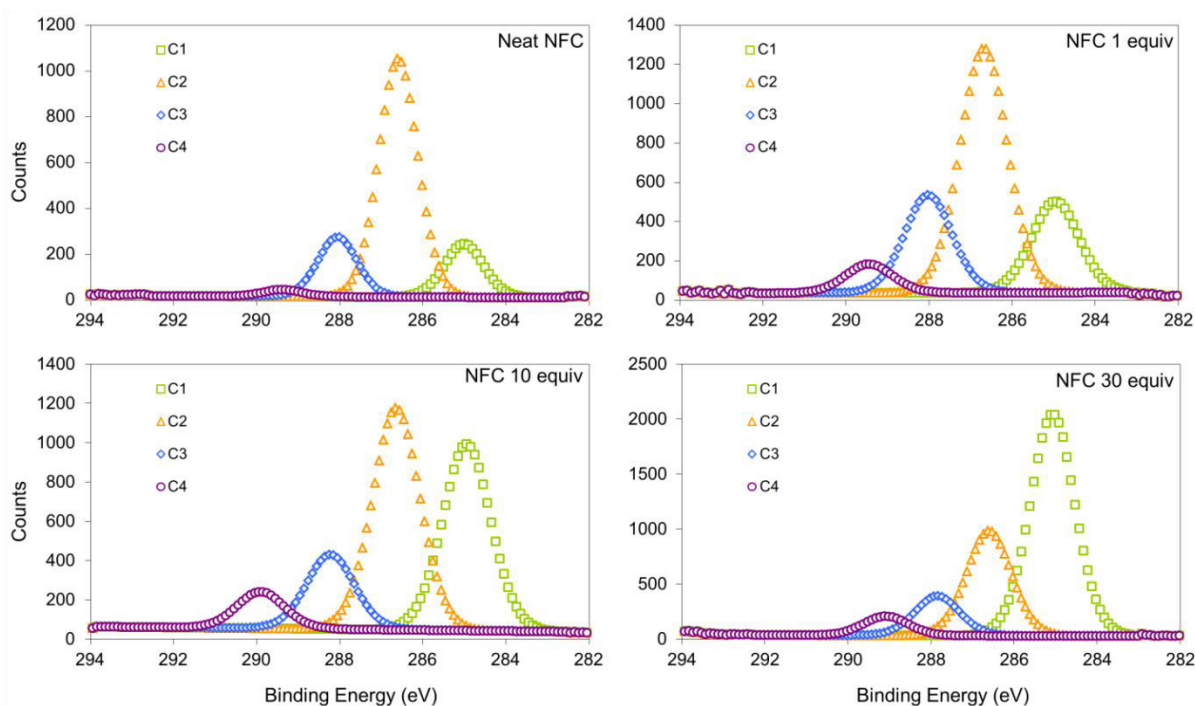 Neat NFC
C1
C2
C3
C4
1200
1000
800
600
400
200
0
Counts
294 292 290 288 286 284 282
NFC 1 equiv
C1
C2
C3
C4
1400
1200
1000
800
600
400
200
0
294 292 290 288 286 284 282
NFC 10 equiv
C1
C2
C3
C4
1400
1200
1000
800
600
400
200
0
Counts
294 292 290 288 286 284 282
Binding Energy (eV)
NFC 30 equiv
C1
C2
C3
C4
2500
2000
1500
1000
500
0
294 292 290 288 286 284 282
Binding Energy (eV)